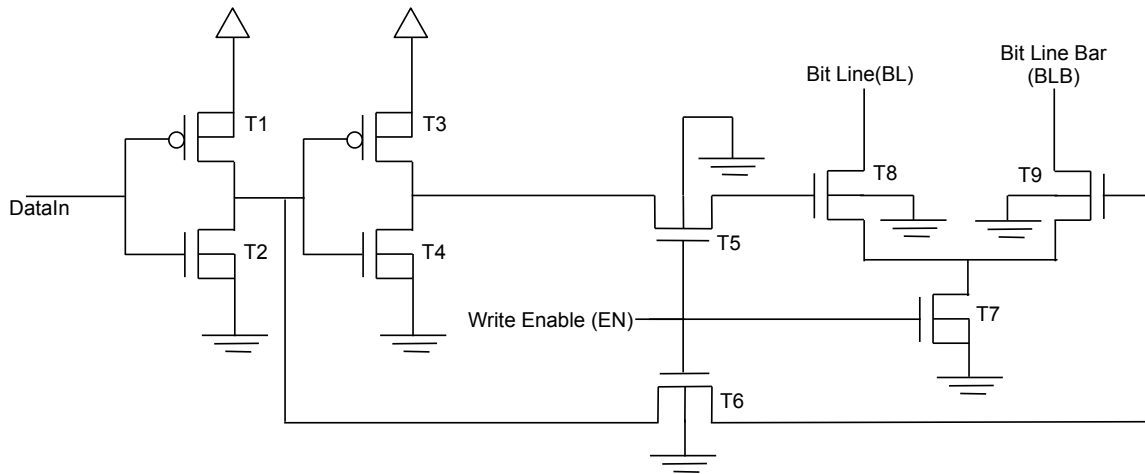 Bit Line(BL)
Bit Line Bar
(BLB)
T1
T3
T8
T9
DataIn
T2
T4
T5
Write Enable (EN)
T7
T6